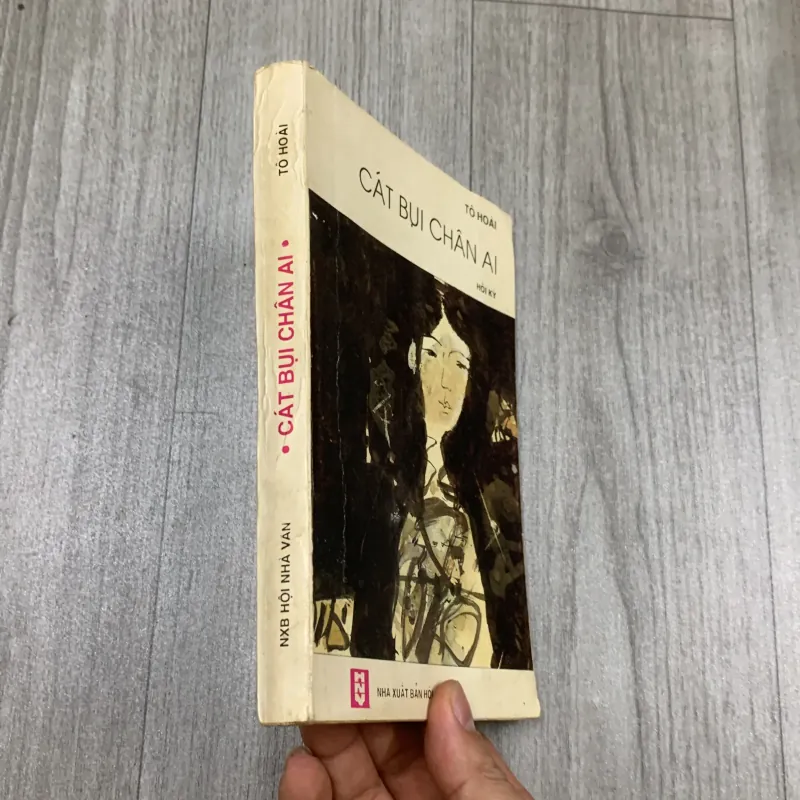 TÔ HOÀI
• CÁT BỤI CHÂN AI •
NXB HỘI NHÀ VĂN
TÔ HOÀI
CÁT BỤI CHÂN AI
HỒI KÝ
HNV
NHÀ XUẤT BẢN HỘI